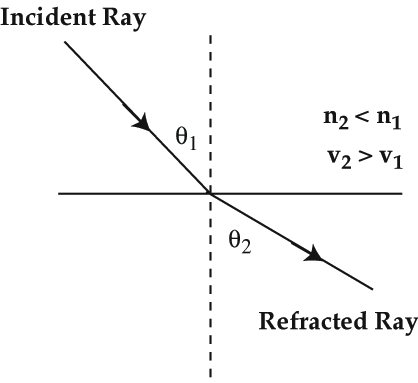 Incident Ray
θ₁
n₂ < n₁
v₂ > v₁
θ₂
Refracted Ray